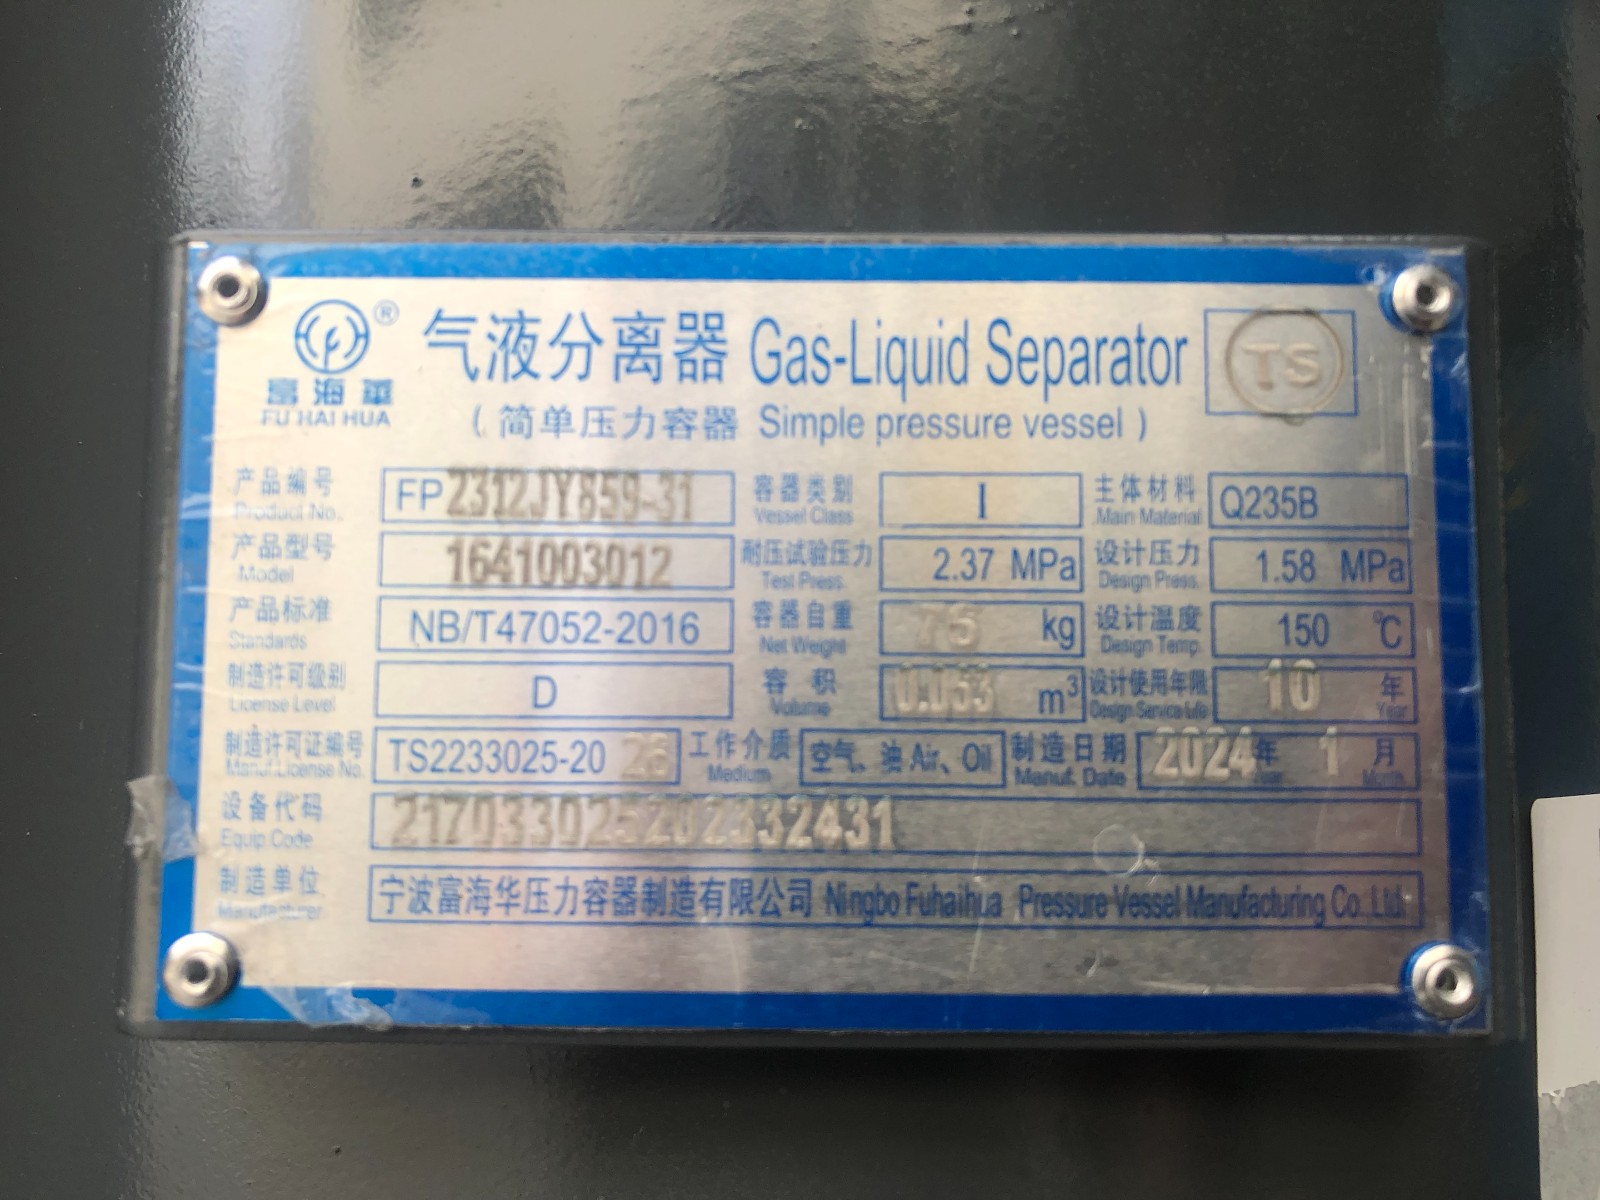 富海華 ®
FU HAI HUA
气液分离器 Gas-Liquid Separator
TS
（简单压力容器 Simple pressure vessel）
产品编号 FP2312JY859-31 容器类别 I 主体材料 Q235B
Product No. Vessel Class Main Material
产品型号 1641003012 耐压试验压力 2.37 MPa 设计压力 1.58 MPa
Model Test Press. Design Press.
产品标准 NB/T47052-2016 容器自重 75 kg 设计温度 150 ℃
Standards Net Weight Design Temp.
制造许可级别 D 容积 0.053 m³ 设计使用年限 10 年
License Level Volume Design Service Life Year
制造许可证编号 TS2233025-2026 工作介质 空气、油 Air、Oil 制造日期 2024年 1 月
Manuf.License No. Medium Manuf. Date Year Month
设备代码 217033025202332431
Equip Code
制造单位 宁波富海华压力容器制造有限公司 Ningbo Fuhaihua Pressure Vessel Manufacturing Co.,Ltd.
Manufacturer